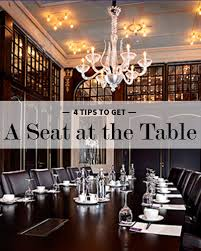 — 4 TIPS TO GET —
A Seat at the Table